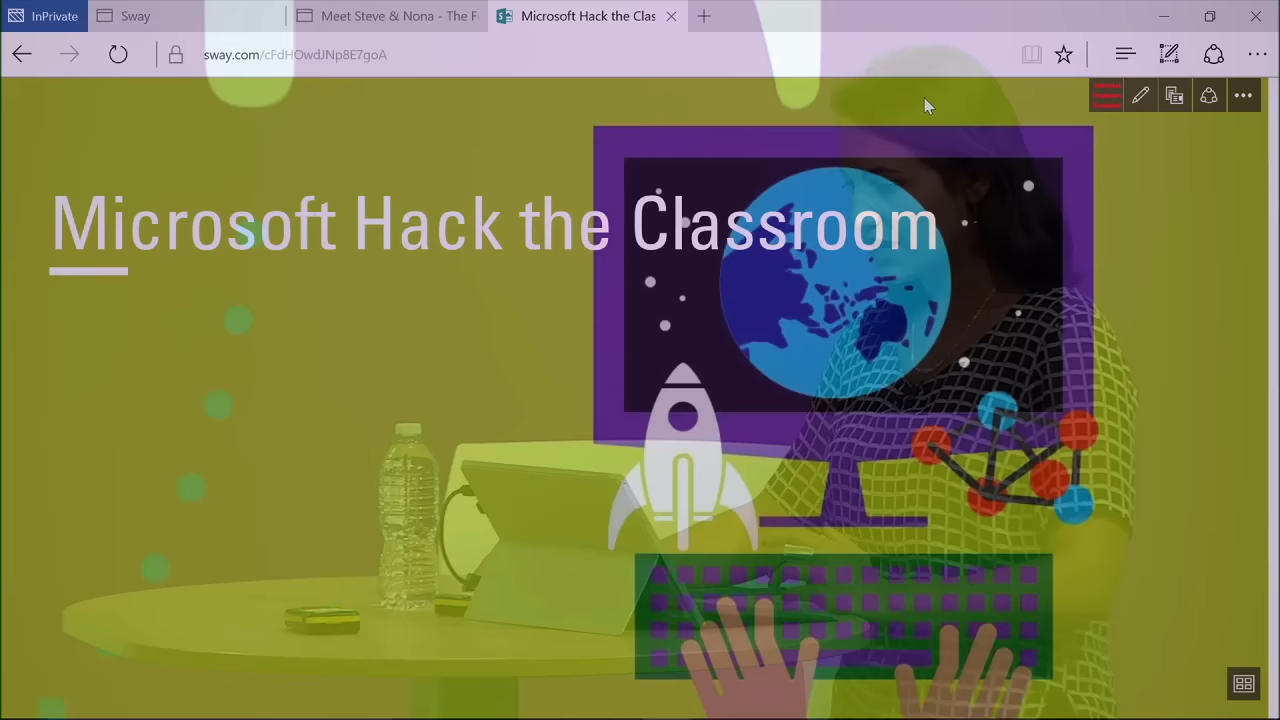 InPrivate
Sway
Meet Steve & Nona - The F
Microsoft Hack the Clas
sway.com/cFdHOwdJNp8E7goA
Microsoft Hack the Classroom